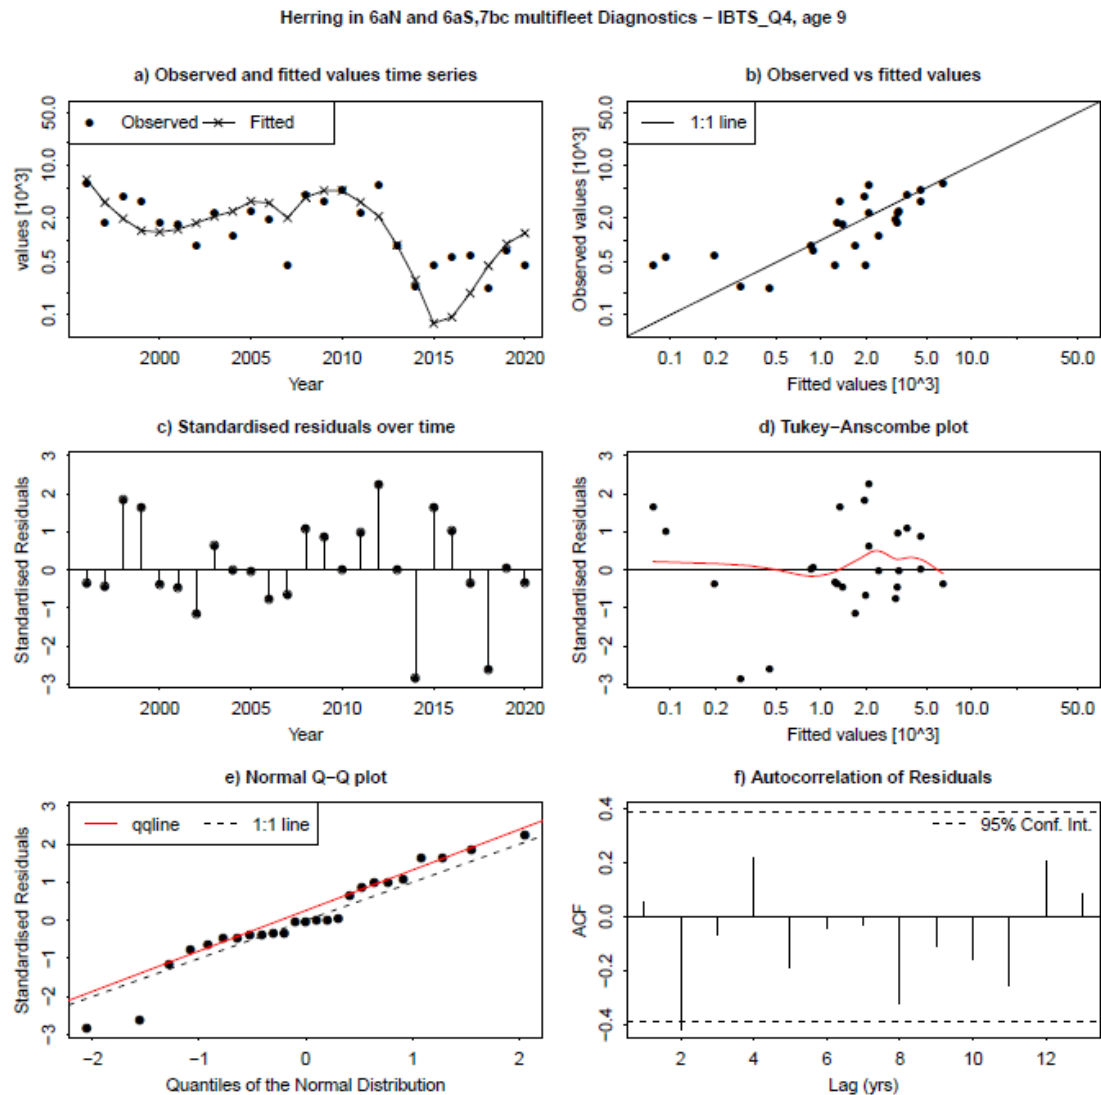 Herring in 6aN and 6aS,7bc multifleet Diagnostics − IBTS_Q4, age 9
a) Observed and fitted values time series
values [10^3]
50.0
10.0
2.0
0.5
0.1
Observed
Fitted
2000 2005 2010 2015 2020
Year
b) Observed vs fitted values
Observed values [10^3]
50.0
10.0
2.0
0.5
0.1
1:1 line
0.1 0.2 0.5 1.0 2.0 5.0 10.0 50.0
Fitted values [10^3]
c) Standardised residuals over time
Standardised Residuals
3
2
1
0
−1
−2
−3
2000 2005 2010 2015 2020
Year
d) Tukey−Anscombe plot
Standardised Residuals
3
2
1
0
−1
−2
−3
0.1 0.2 0.5 1.0 2.0 5.0 10.0 50.0
Fitted values [10^3]
e) Normal Q−Q plot
Standardised Residuals
3
2
1
0
−1
−2
−3
qqline
1:1 line
−2 −1 0 1 2
Quantiles of the Normal Distribution
f) Autocorrelation of Residuals
ACF
0.4
0.2
0.0
−0.2
−0.4
95% Conf. Int.
2 4 6 8 10 12
Lag (yrs)